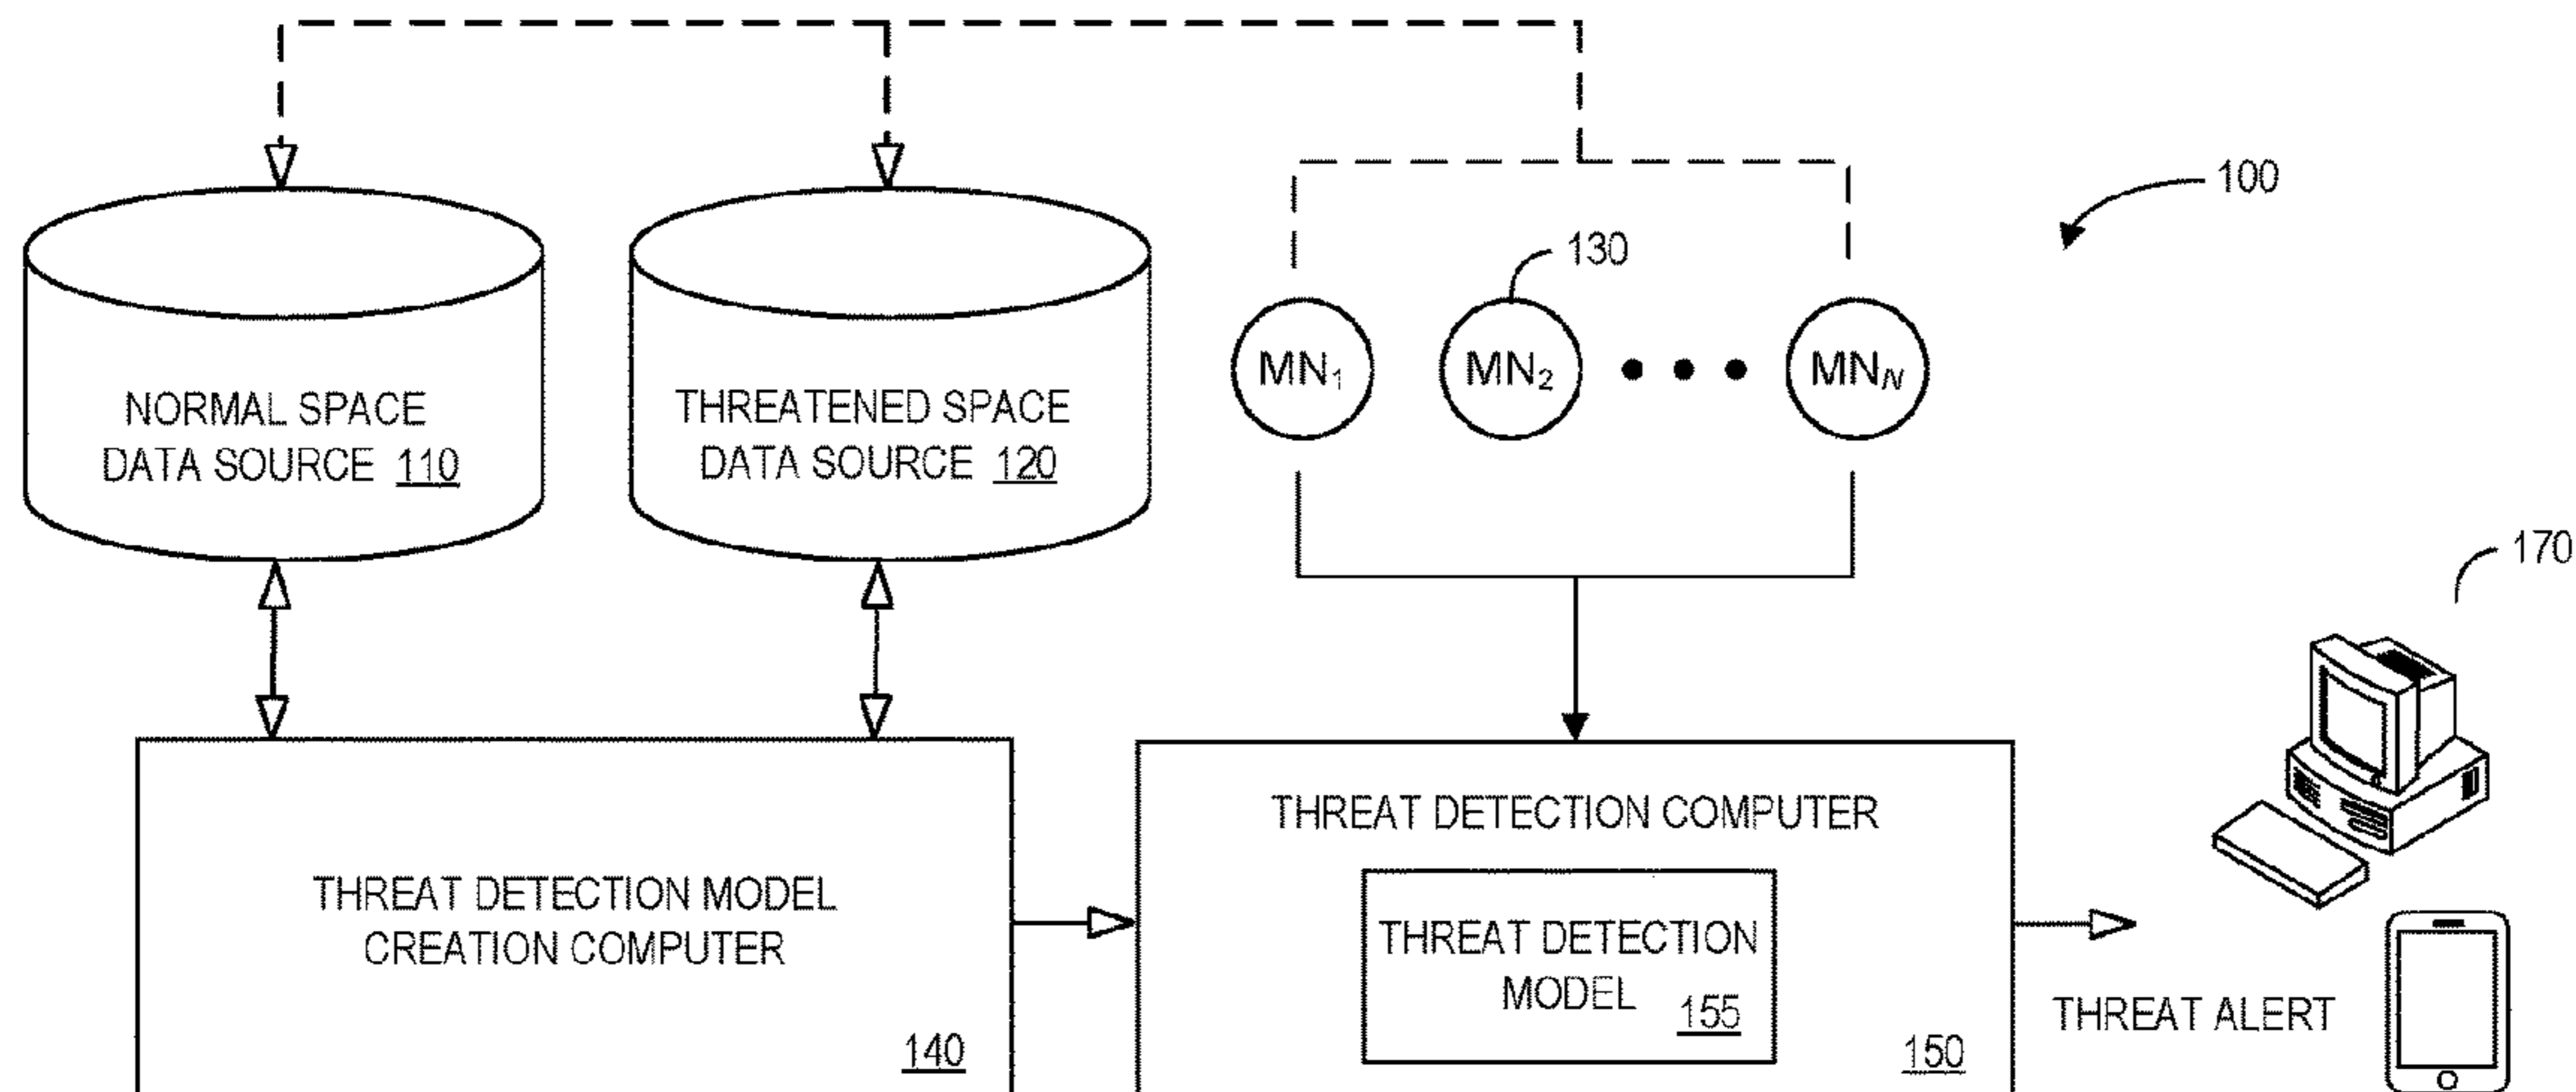 100
130
MN1
MN2
MNN
NORMAL SPACE
DATA SOURCE 110
THREATENED SPACE
DATA SOURCE 120
170
THREAT DETECTION MODEL
CREATION COMPUTER
140
THREAT DETECTION COMPUTER
THREAT DETECTION
MODEL 155
150
THREAT ALERT